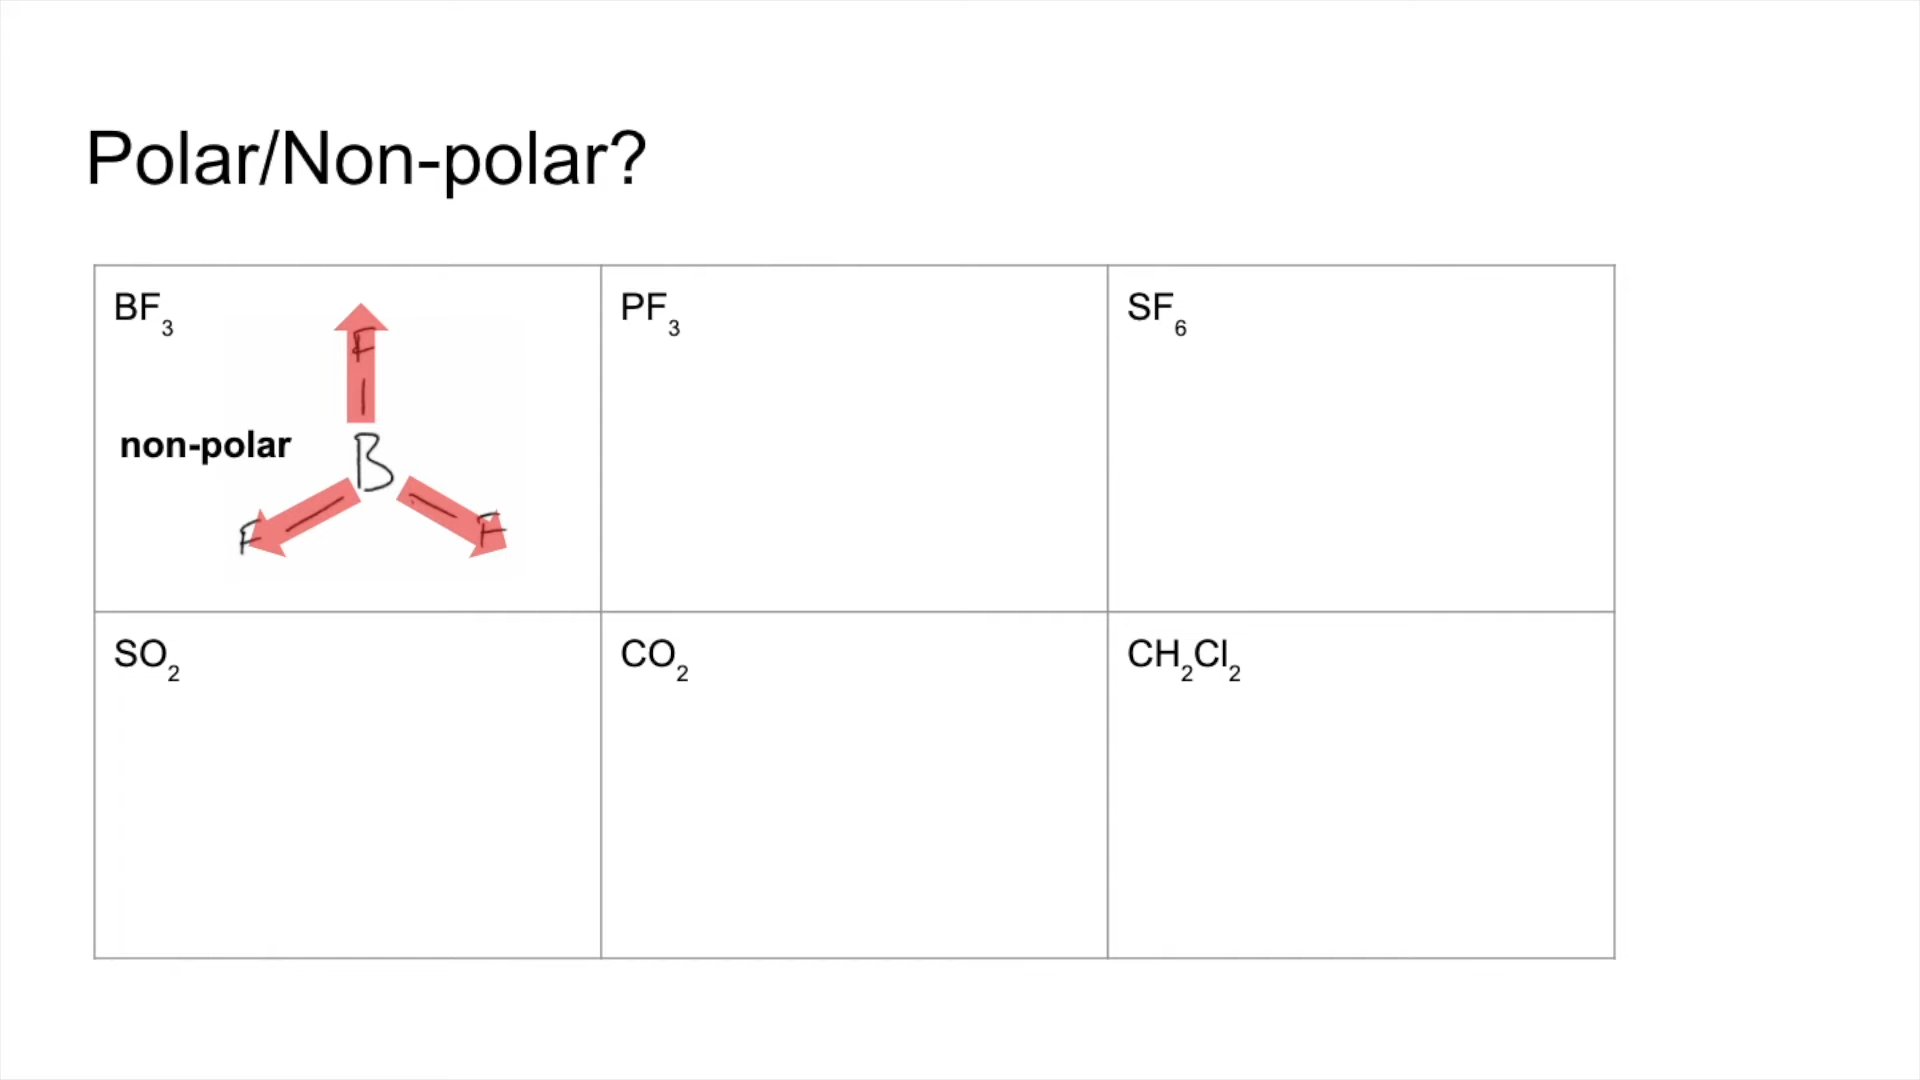 Polar/Non-polar?
BF₃
F
non-polar
B
F
F
PF₃
SF₆
SO₂
CO₂
CH₂Cl₂